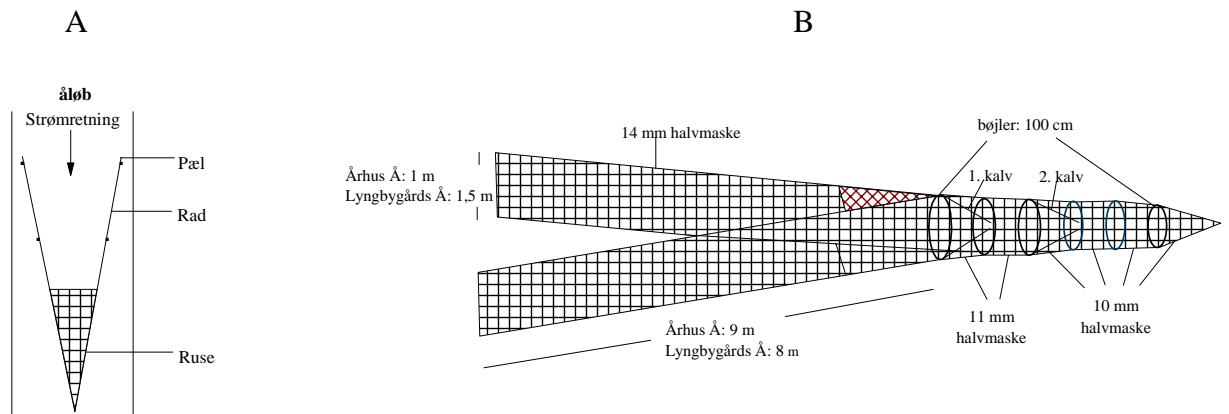 A
åløb
Strømretning
Pæl
Rad
Ruse
B
14 mm halvmaske
bøjler: 100 cm
Århus Å: 1 m
Lyngbygårds Å: 1,5 m
1. kalv
2. kalv
Århus Å: 9 m
Lyngbygårds Å: 8 m
11 mm
halvmaske
10 mm
halvmaske